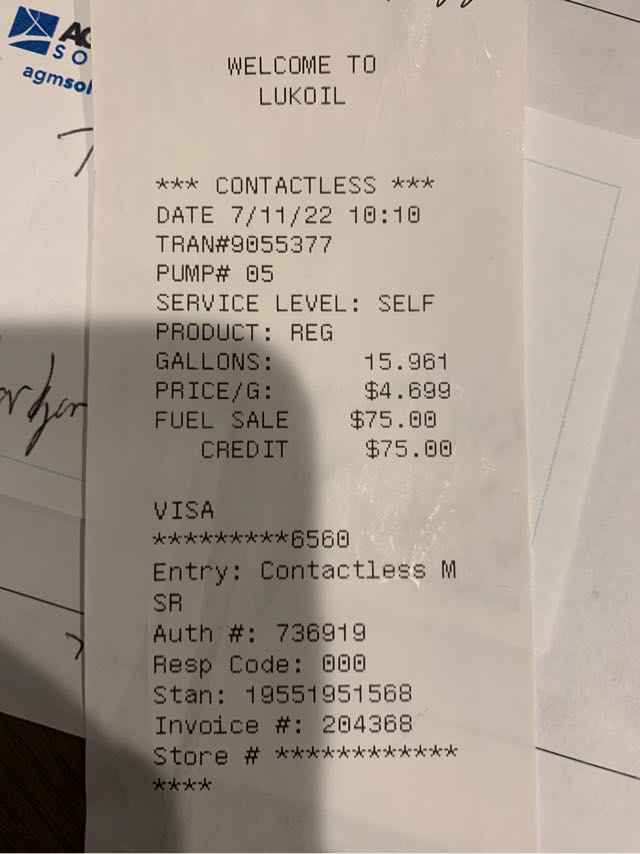 WELCOME TO
LUKOIL
*** CONTACTLESS ***
DATE 7/11/22 10:10
TRAN#9055377
PUMP# 05
SERVICE LEVEL: SELF
PRODUCT: REG
GALLONS: 15.961
PRICE/G: $4.699
FUEL SALE $75.00
CREDIT $75.00
VISA
*********6560
Entry: Contactless M
SR
Auth #: 736919
Resp Code: 000
Stan: 19551951568
Invoice #: 204368
Store # ************
****